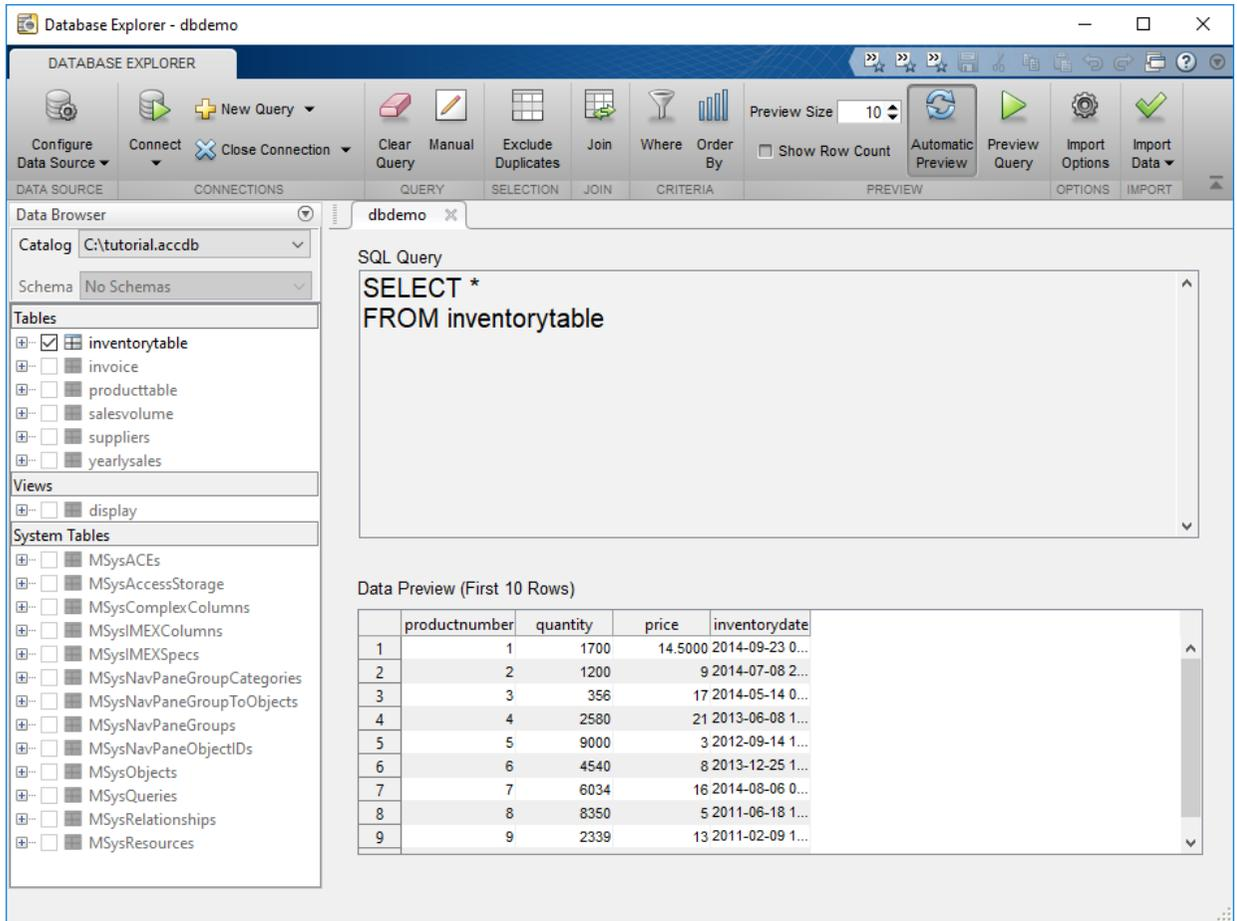 Database Explorer - dbdemo
DATABASE EXPLORER
Configure Data Source
Connect
New Query
Close Connection
Clear Query
Manual
Exclude Duplicates
Join
Where
Order By
Preview Size 10
Show Row Count
Automatic Preview
Preview Query
Import Options
Import Data
DATA SOURCE CONNECTIONS QUERY SELECTION JOIN CRITERIA PREVIEW OPTIONS IMPORT
Data Browser
Catalog C:\tutorial.accdb
Schema No Schemas
Tables
inventorytable
invoice
producttable
salesvolume
suppliers
yearlysales
Views
display
System Tables
MSysACEs
MSysAccessStorage
MSysComplexColumns
MSysIMEXColumns
MSysIMEXSpecs
MSysNavPaneGroupCategories
MSysNavPaneGroupToObjects
MSysNavPaneGroups
MSysNavPaneObjectIDs
MSysObjects
MSysQueries
MSysRelationships
MSysResources
dbdemo
SQL Query
SELECT *
FROM inventorytable
Data Preview (First 10 Rows)
productnumber quantity price inventorydate
1 1 1700 14.5000 2014-09-23 0...
2 2 1200 9 2014-07-08 2...
3 3 356 17 2014-05-14 0...
4 4 2580 21 2013-06-08 1...
5 5 9000 3 2012-09-14 1...
6 6 4540 8 2013-12-25 1...
7 7 6034 16 2014-08-06 0...
8 8 8350 5 2011-06-18 1...
9 9 2339 13 2011-02-09 1...